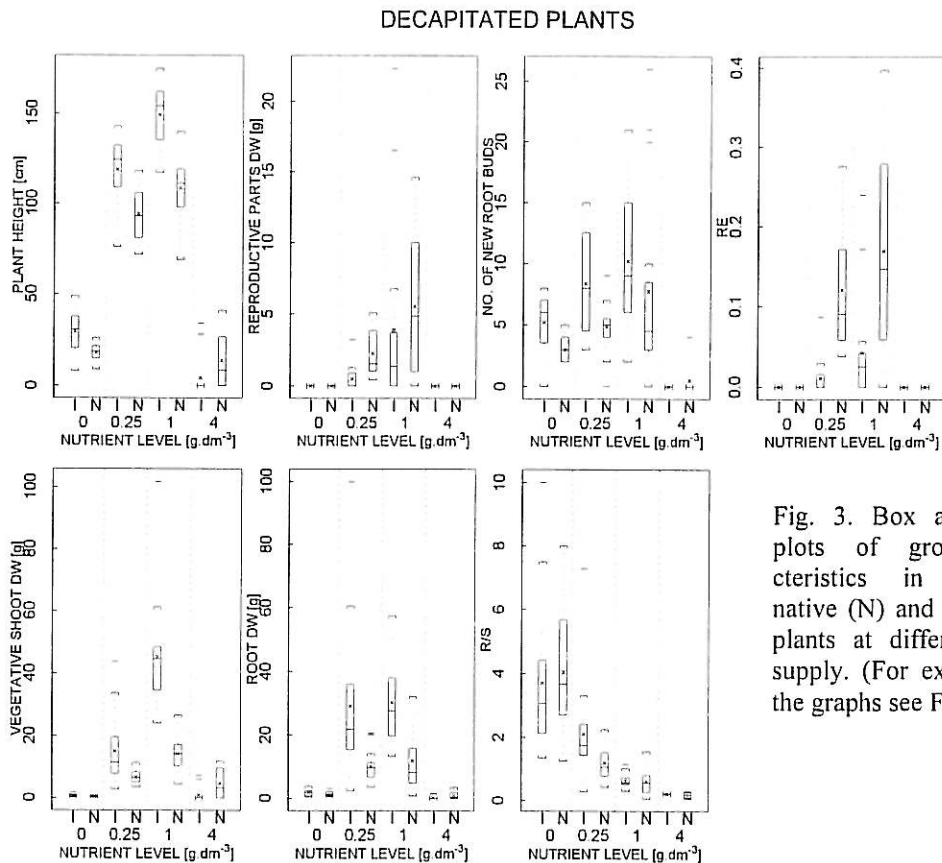 DECAPITATED PLANTS
PLANT HEIGHT [cm]
0 50 100 150
I N I N I N I N
0 0.25 1 4
NUTRIENT LEVEL [g.dm-3]
REPRODUCTIVE PARTS DW [g]
0 5 10 15 20
I N I N I N I N
0 0.25 1 4
NUTRIENT LEVEL [g.dm-3]
NO. OF NEW ROOT BUDS
0 5 10 15 20 25
I N I N I N I N
0 0.25 1 4
NUTRIENT LEVEL [g.dm-3]
RE
0.0 0.1 0.2 0.3 0.4
I N I N I N I N
0 0.25 1 4
NUTRIENT LEVEL [g.dm-3]
VEGETATIVE SHOOT DW [g]
0 20 40 60 80 100
I N I N I N I N
0 0.25 1 4
NUTRIENT LEVEL [g.dm-3]
ROOT DW [g]
0 20 40 60 80 100
I N I N I N I N
0 0.25 1 4
NUTRIENT LEVEL [g.dm-3]
R/S
0 2 4 6 8 10
I N I N I N I N
0 0.25 1 4
NUTRIENT LEVEL [g.dm-3]
Fig. 3. Box a
plots of gro
cteristics in
native (N) and
plants at differ
supply. (For ex
the graphs see F